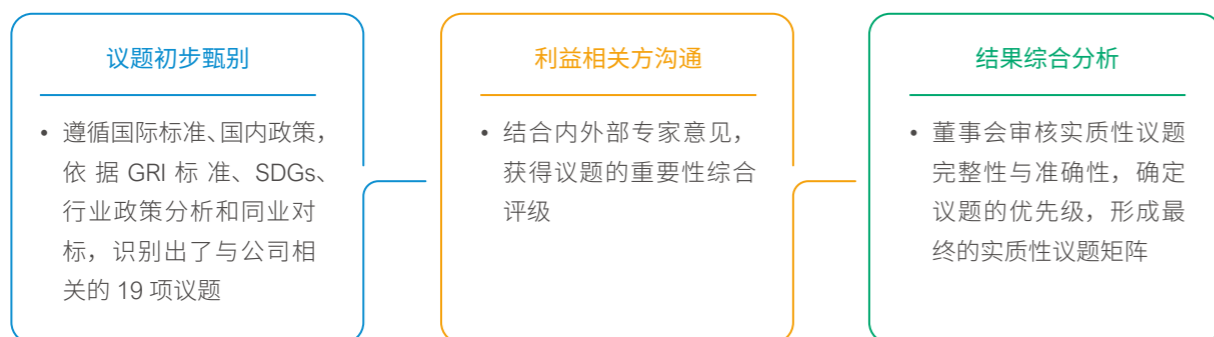 议题初步甄别
• 遵循国际标准、国内政策，
依据 GRI 标准、SDGs、
行业政策分析和同业对
标，识别出了与公司相
关的 19 项议题
利益相关方沟通
• 结合内外部专家意见，
获得议题的重要性综合
评级
结果综合分析
• 董事会审核实质性议题
完整性与准确性，确定
议题的优先级，形成最
终的实质性议题矩阵